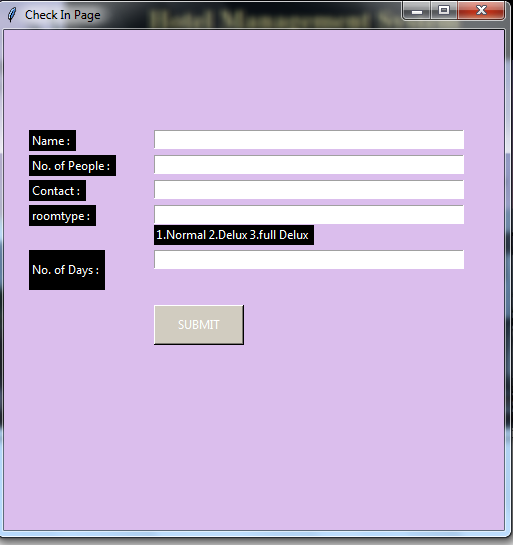 Hotel Management System
Check In Page
Name :
No. of People :
Contact :
roomtype :
1.Normal 2.Delux 3.full Delux
No. of Days :
SUBMIT